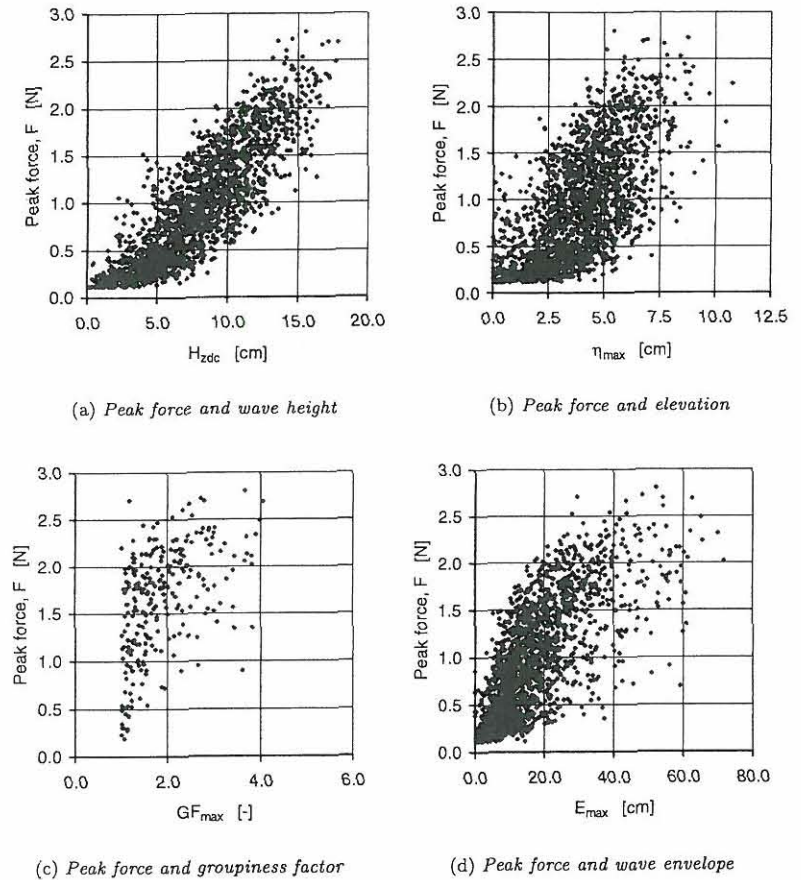 3.0
2.5
2.0
1.5
1.0
0.5
0.0
Peak force, F [N]
0.0 5.0 10.0 15.0 20.0
H_zdc [cm]
(a) Peak force and wave height
3.0
2.5
2.0
1.5
1.0
0.5
0.0
Peak force, F [N]
0.0 2.5 5.0 7.5 10.0 12.5
η_max [cm]
(b) Peak force and elevation
3.0
2.5
2.0
1.5
1.0
0.5
0.0
Peak force, F [N]
0.0 2.0 4.0 6.0
GF_max [-]
(c) Peak force and groupiness factor
3.0
2.5
2.0
1.5
1.0
0.5
0.0
Peak force, F [N]
0.0 20.0 40.0 60.0 80.0
E_max [cm]
(d) Peak force and wave envelope